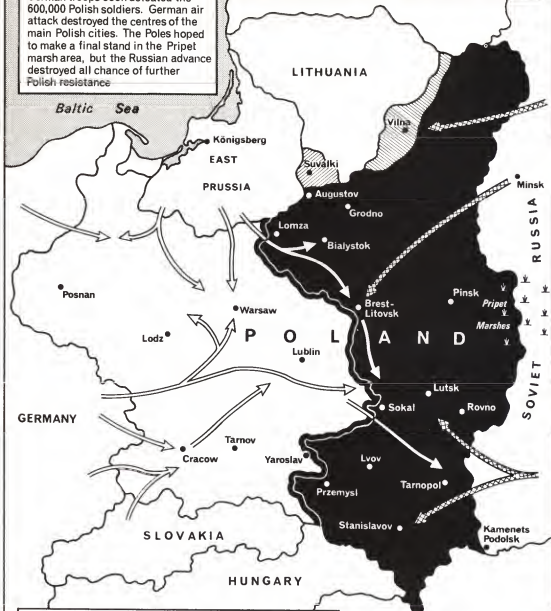 600,000 Polish soldiers. German air
attack destroyed the centres of the
main Polish cities. The Poles hoped
to make a final stand in the Pripet
marsh area, but the Russian advance
destroyed all chance of further
Polish resistance
Baltic Sea
LITHUANIA
Vilna
Königsberg
EAST
PRUSSIA
Suvalki
Augustov
Grodno
Minsk
RUSSIA
Lomza
Bialystok
Posnan
Warsaw
Brest-
Litovsk
Pinsk
Pripet
Marshes
Lodz
POLAND
Lublin
SOVIET
GERMANY
Lutsk
Sokal
Rovno
Cracow
Tarnov
Yaroslav
Lvov
Przemysl
Tarnopol
Stanislavov
Kamenets
Podolsk
SLOVAKIA
HUNGARY